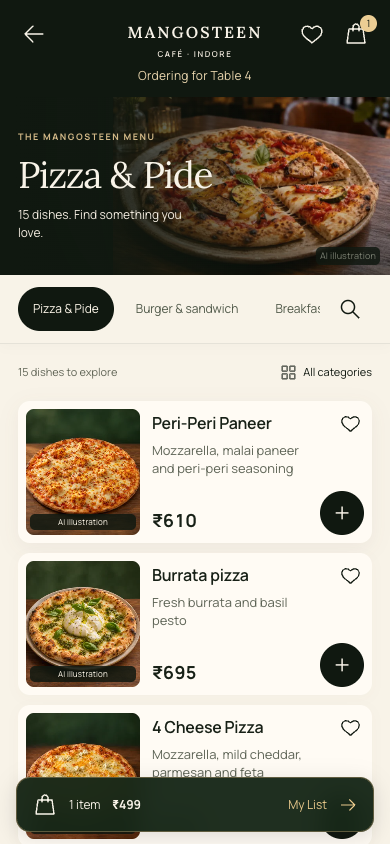 MANGOSTEEN
1
CAFÉ · INDORE
Ordering for Table 4
THE MANGOSTEEN MENU
Pizza & Pide
15 dishes. Find something you
love.
AI illustration
Pizza & Pide
Burger & sandwich
Breakfas
15 dishes to explore
All categories
Peri-Peri Paneer
Mozzarella, malai paneer
and peri-peri seasoning
AI illustration
₹610
Burrata pizza
Fresh burrata and basil
pesto
AI illustration
₹695
4 Cheese Pizza
Mozzarella, mild cheddar,
parmesan and feta
1 item ₹499
My List